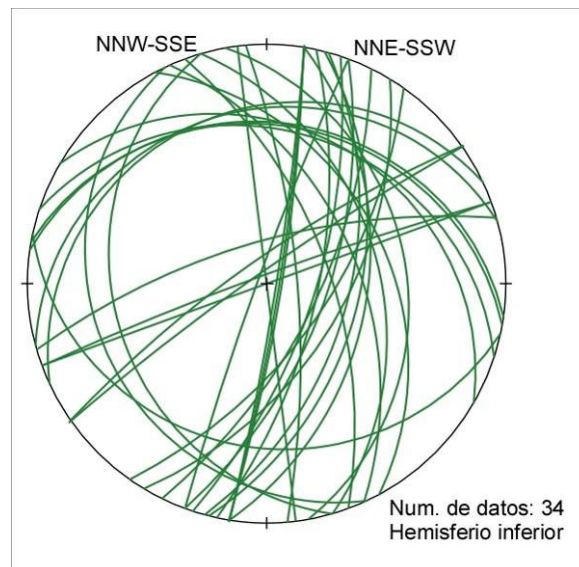 NNW-SSE
NNE-SSW
Num. de datos: 34
Hemisferio inferior